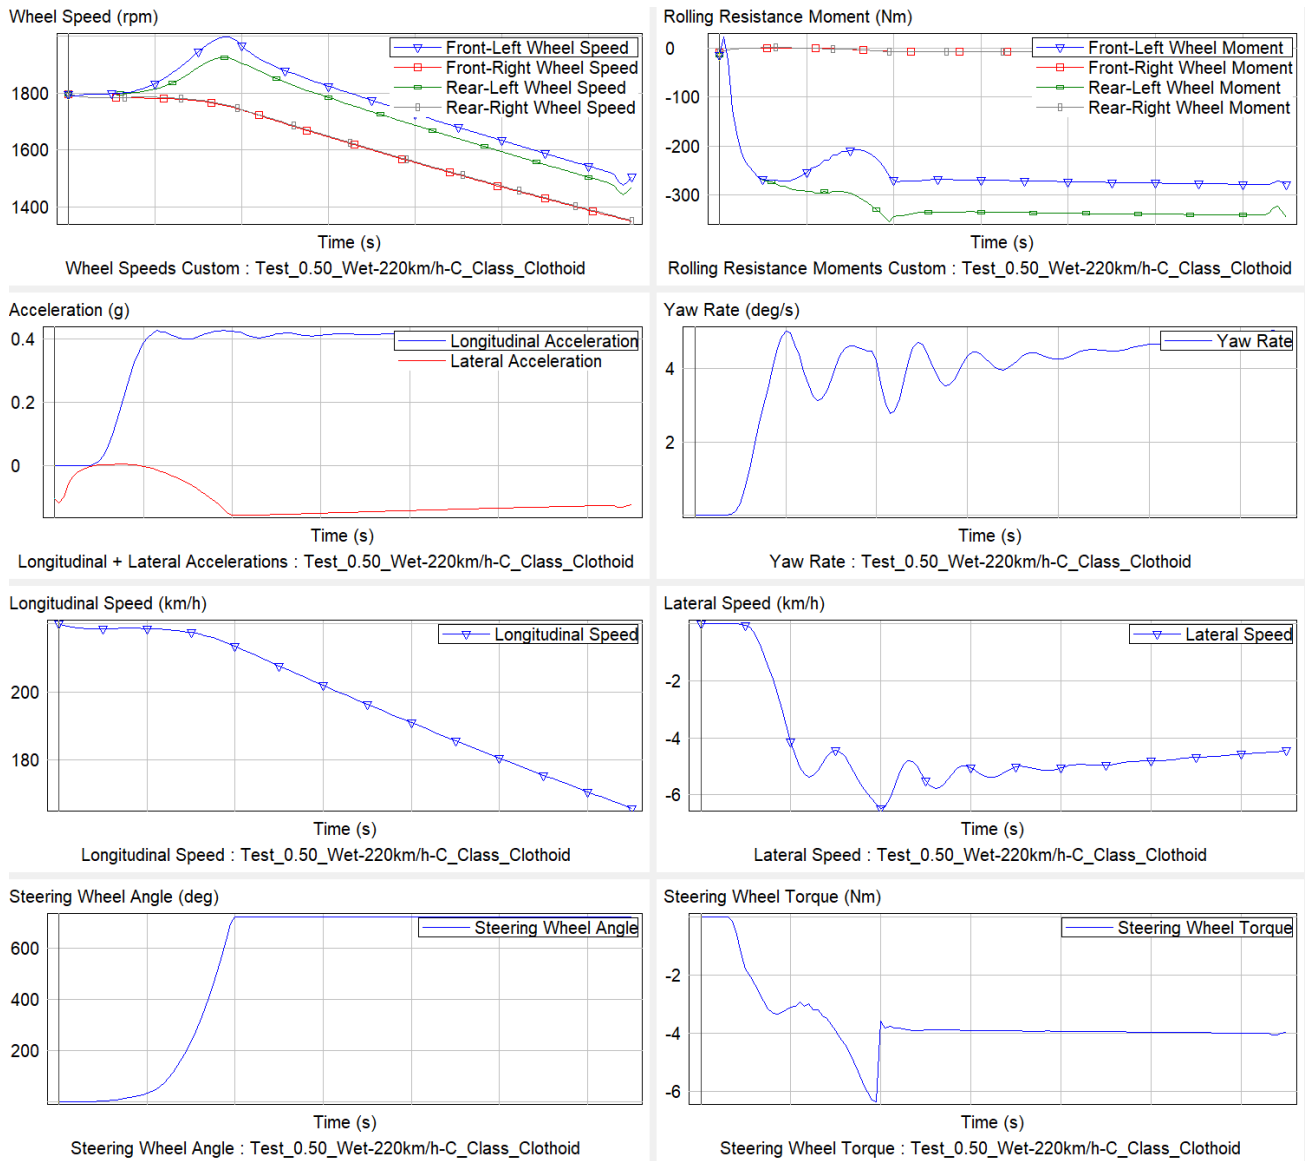 Wheel Speed (rpm)
Front-Left Wheel Speed
Front-Right Wheel Speed
Rear-Left Wheel Speed
Rear-Right Wheel Speed
1800
1600
1400
Time (s)
Wheel Speeds Custom : Test_0.50_Wet-220km/h-C_Class_Clothoid
Rolling Resistance Moment (Nm)
Front-Left Wheel Moment
Front-Right Wheel Moment
Rear-Left Wheel Moment
Rear-Right Wheel Moment
0
-100
-200
-300
Time (s)
Rolling Resistance Moments Custom : Test_0.50_Wet-220km/h-C_Class_Clothoid
Acceleration (g)
Longitudinal Acceleration
Lateral Acceleration
0.4
0.2
0
Time (s)
Longitudinal + Lateral Accelerations : Test_0.50_Wet-220km/h-C_Class_Clothoid
Yaw Rate (deg/s)
Yaw Rate
4
2
Time (s)
Yaw Rate : Test_0.50_Wet-220km/h-C_Class_Clothoid
Longitudinal Speed (km/h)
Longitudinal Speed
200
180
Time (s)
Longitudinal Speed : Test_0.50_Wet-220km/h-C_Class_Clothoid
Lateral Speed (km/h)
Lateral Speed
-2
-4
-6
Time (s)
Lateral Speed : Test_0.50_Wet-220km/h-C_Class_Clothoid
Steering Wheel Angle (deg)
Steering Wheel Angle
600
400
200
Time (s)
Steering Wheel Angle : Test_0.50_Wet-220km/h-C_Class_Clothoid
Steering Wheel Torque (Nm)
Steering Wheel Torque
-2
-4
-6
Time (s)
Steering Wheel Torque : Test_0.50_Wet-220km/h-C_Class_Clothoid